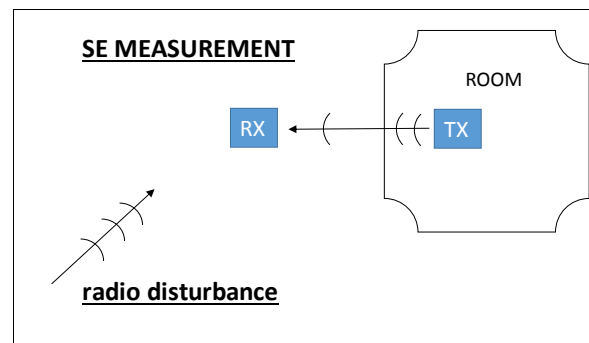 SE MEASUREMENT
ROOM
RX
TX
radio disturbance